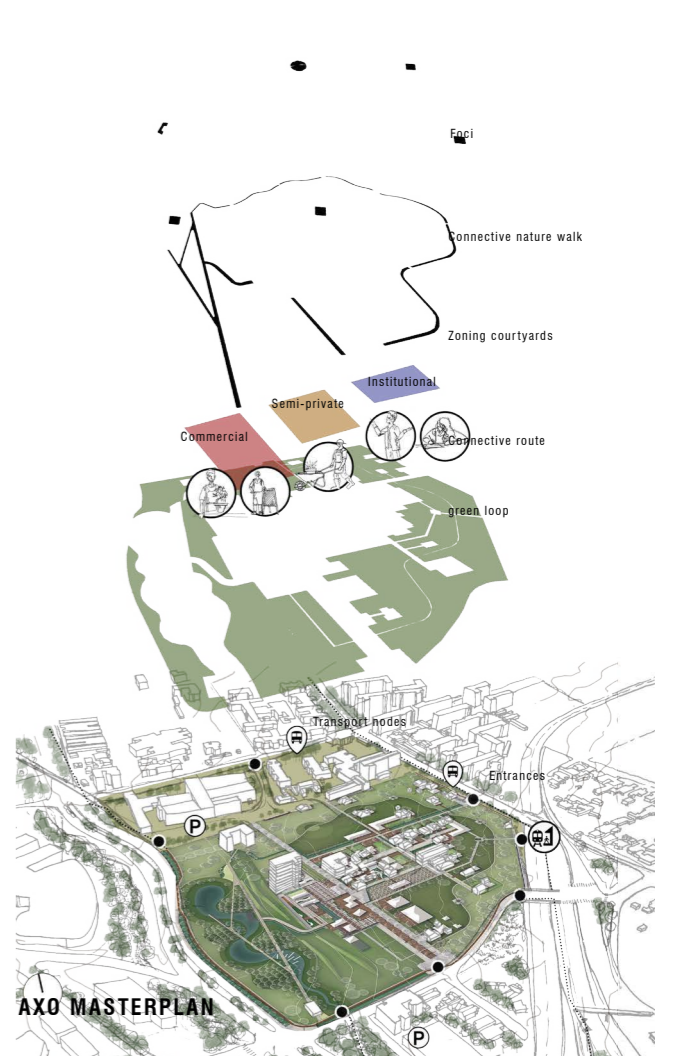 Foci
Connective nature walk
Zoning courtyards
Institutional
Semi-private
Commercial
Connective route
green loop
Transport nodes
Entrances
P
1
AXO MASTERPLAN
P